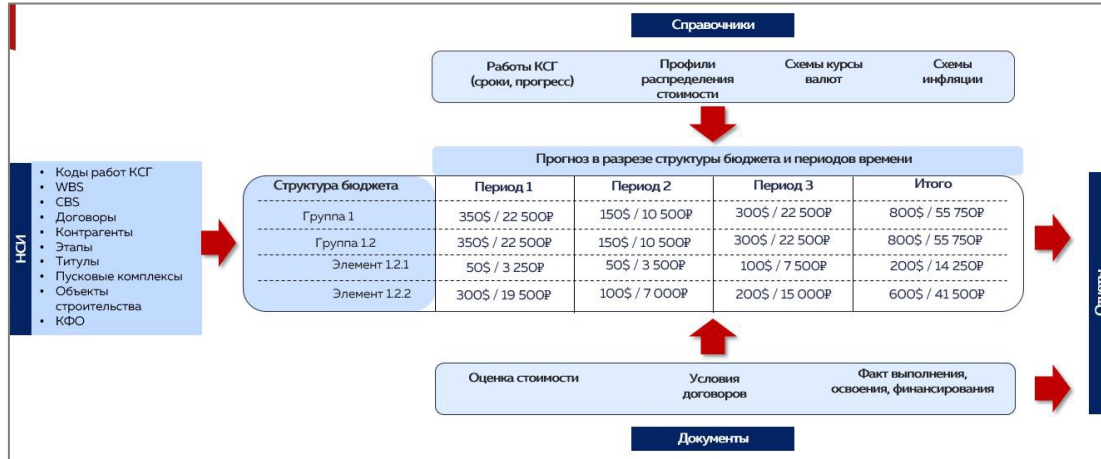 Справочники
Работы КСГ
(сроки, прогресс)
Профили
распределения
стоимости
Схемы курсы
валют
Схемы
инфляции
НСИ
• Коды работ КСГ
• WBS
• CBS
• Договоры
• Контрагенты
• Этапы
• Титулы
• Пусковые комплексы
• Объекты
строительства
• КФО
Прогноз в разрезе структуры бюджета и периодов времени
Структура бюджета Период 1 Период 2 Период 3 Итого
Группа 1 350$ / 22 500₽ 150$ / 10 500₽ 300$ / 22 500₽ 800$ / 55 750₽
Группа 1.2 350$ / 22 500₽ 150$ / 10 500₽ 300$ / 22 500₽ 800$ / 55 750₽
Элемент 1.2.1 50$ / 3 250₽ 50$ / 3 500₽ 100$ / 7 500₽ 200$ / 14 250₽
Элемент 1.2.2 300$ / 19 500₽ 100$ / 7 000₽ 200$ / 15 000₽ 600$ / 41 500₽
Оценка стоимости
Условия
договоров
Факт выполнения,
освоения, финансирования
Документы
Отчеты